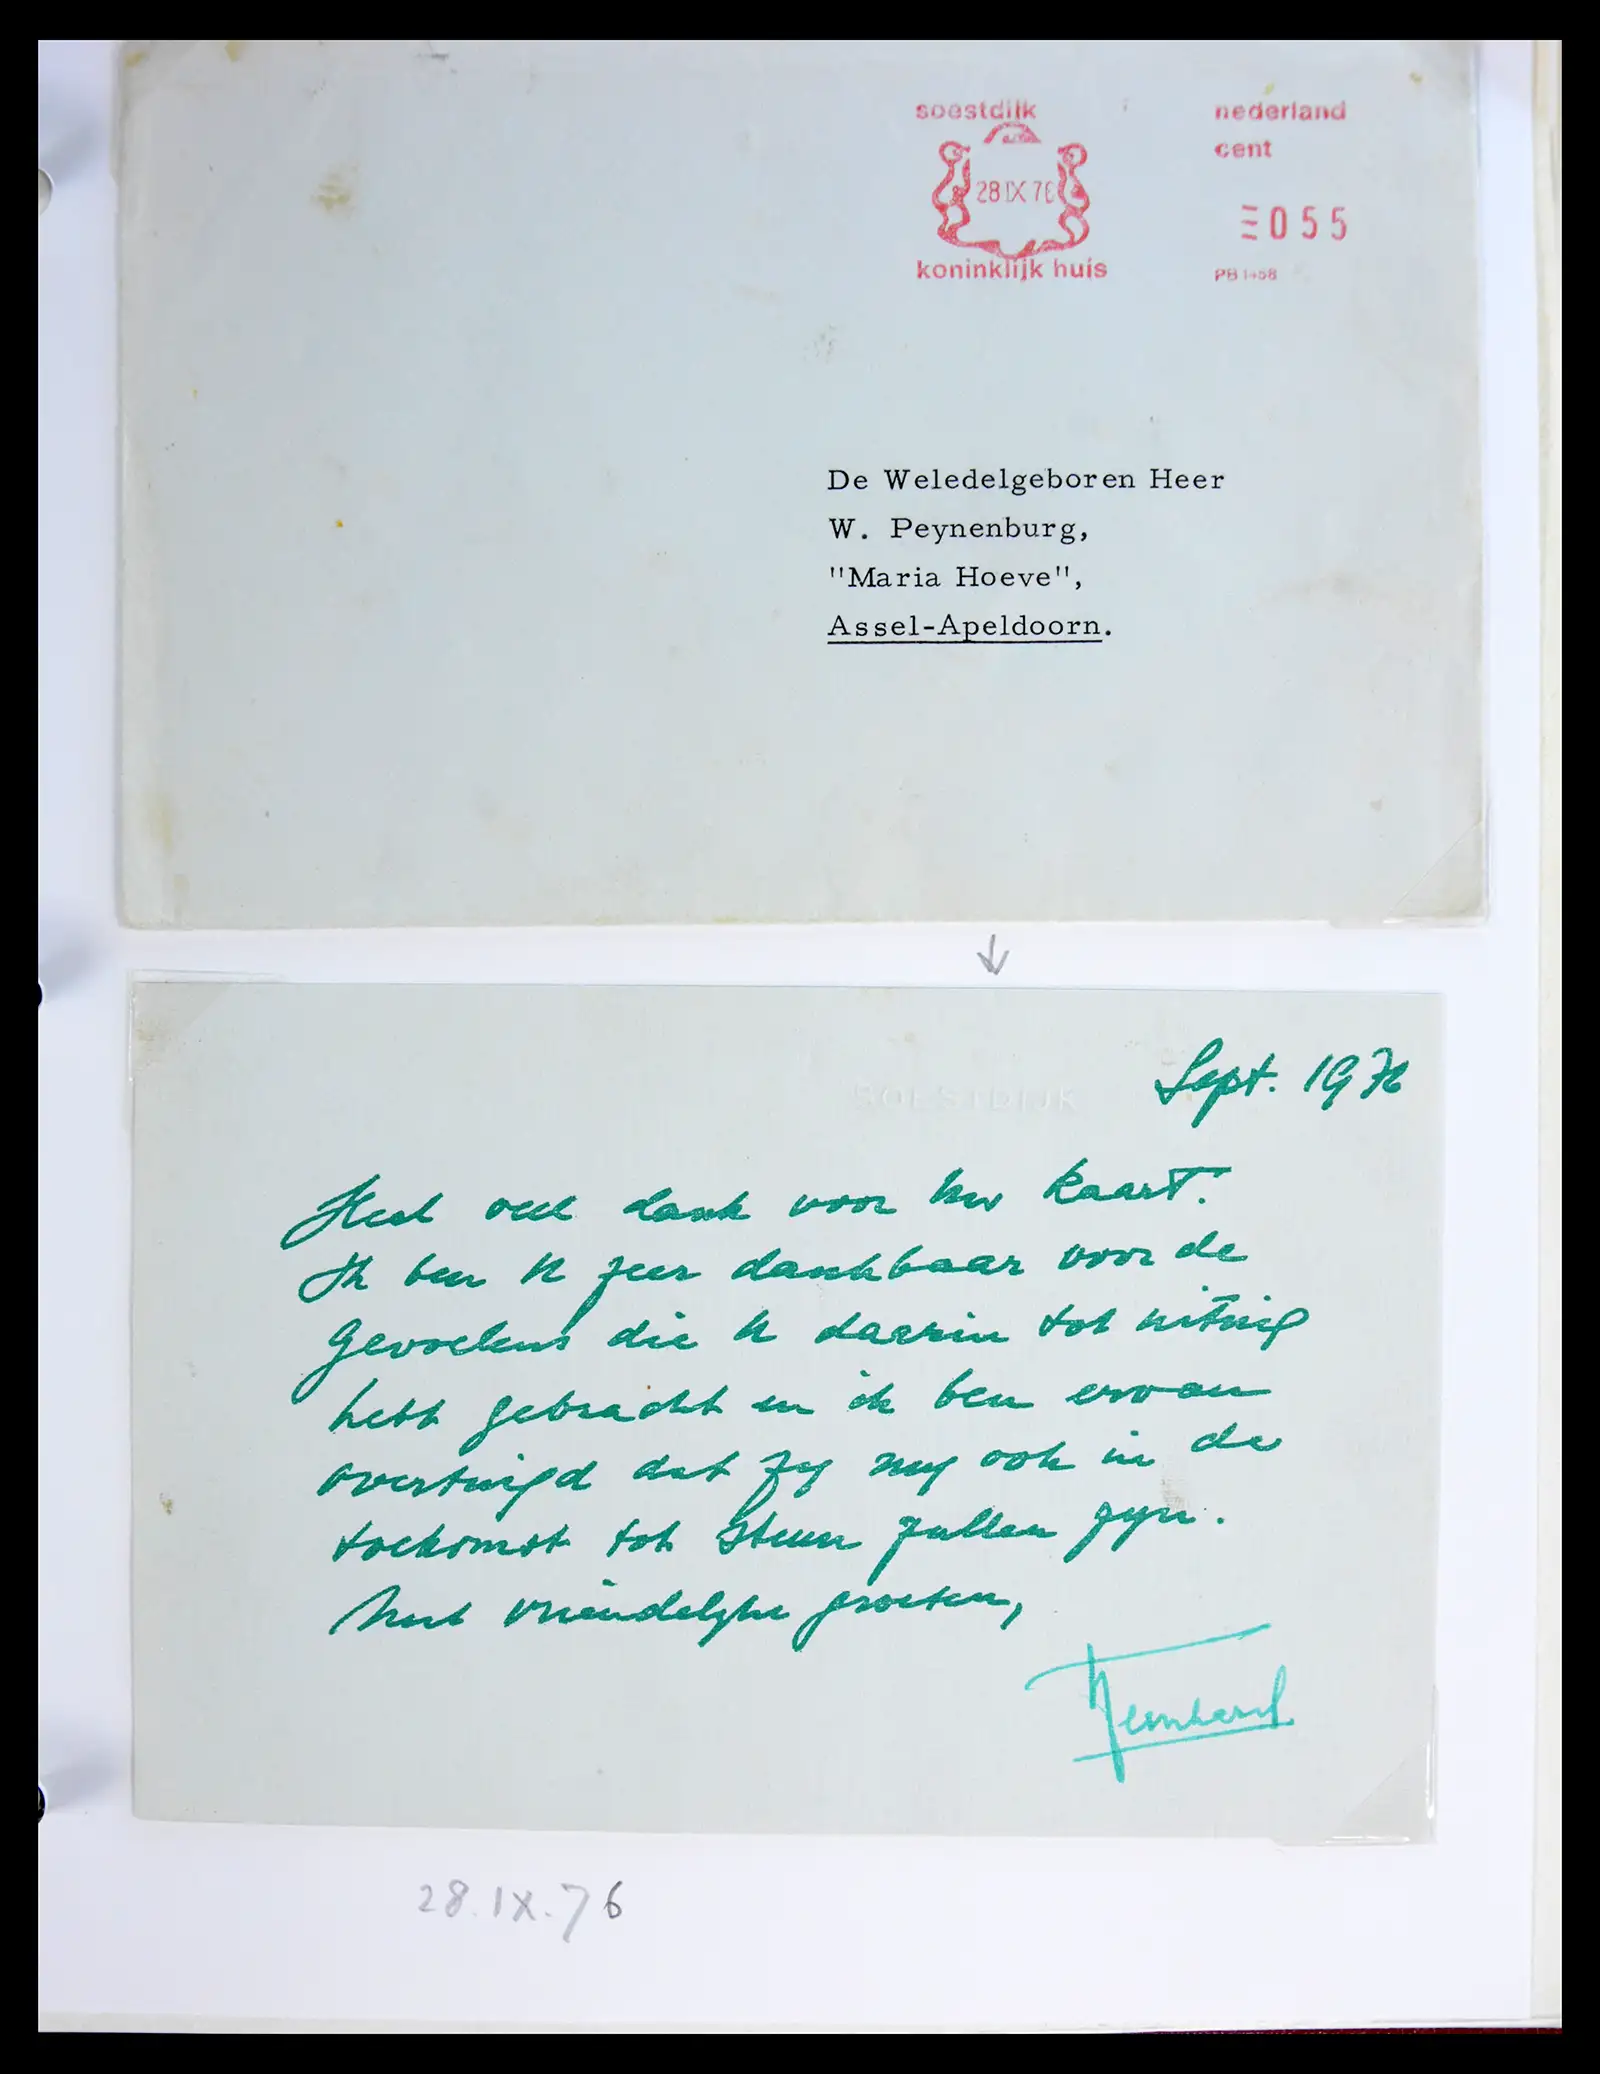 soestdijk
nederland
cent
28 IX 76
055
koninklijk huis
PB 1458
De Weledelgeboren Heer
W. Peynenburg,
"Maria Hoeve",
Assel-Apeldoorn.
SOESTDIJK
Sept. 1976
Heel veel dank voor Uw kaart.
Ik ben U zeer dankbaar voor de
gevoelens die U daarin tot uiting
hebt gebracht en ik ben ervan
overtuigd dat zij mij ook in de
toekomst tot steun zullen zijn.
Met vriendelijke groeten,
Bernhard
28.IX.76